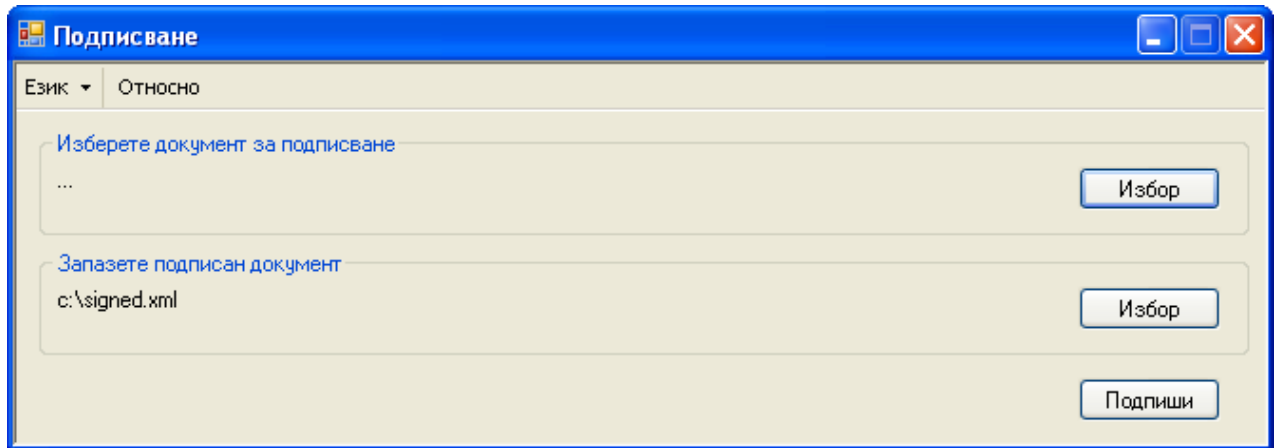 Подписване
Език Относно
Изберете документ за подписване
...
Избор
Запазете подписан документ
c:\signed.xml
Избор
Подпиши